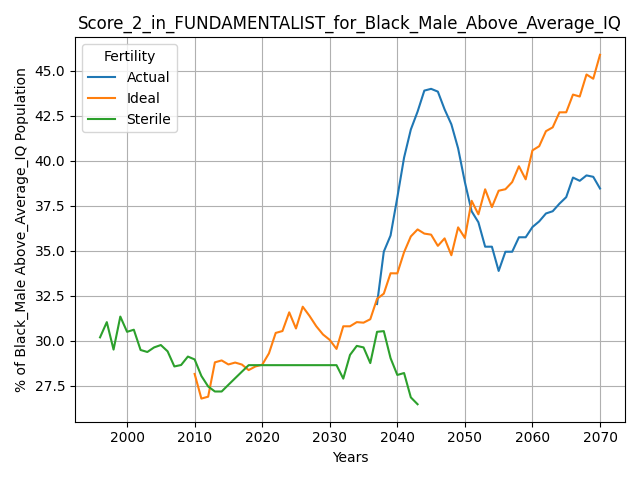 Score_2_in_FUNDAMENTALIST_for_Black_Male_Above_Average_IQ
Fertility
Actual
Ideal
Sterile
% of Black_Male Above_Average_IQ Population
45.0
42.5
40.0
37.5
35.0
32.5
30.0
27.5
2000 2010 2020 2030 2040 2050 2060 2070
Years